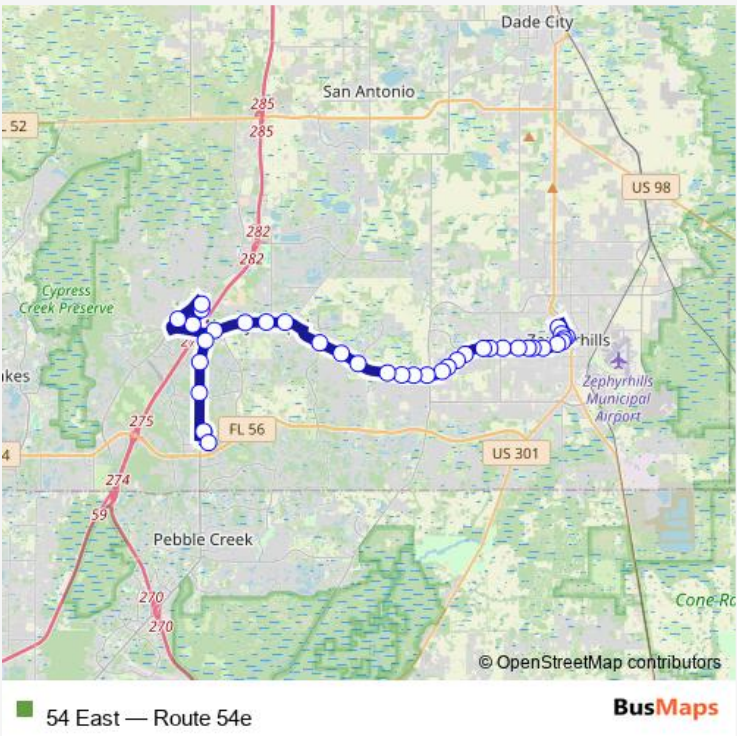 Dade City
San Antonio
285
285
52
US 98
282
282
Cypress
Creek Preserve
Zephyrhills
akes
Zephyrhills
Municipal
Airport
275
FL 56
4
US 301
274
59
Pebble Creek
270
270
Cone Ra
© OpenStreetMap contributors
54 East — Route 54e
BusMaps